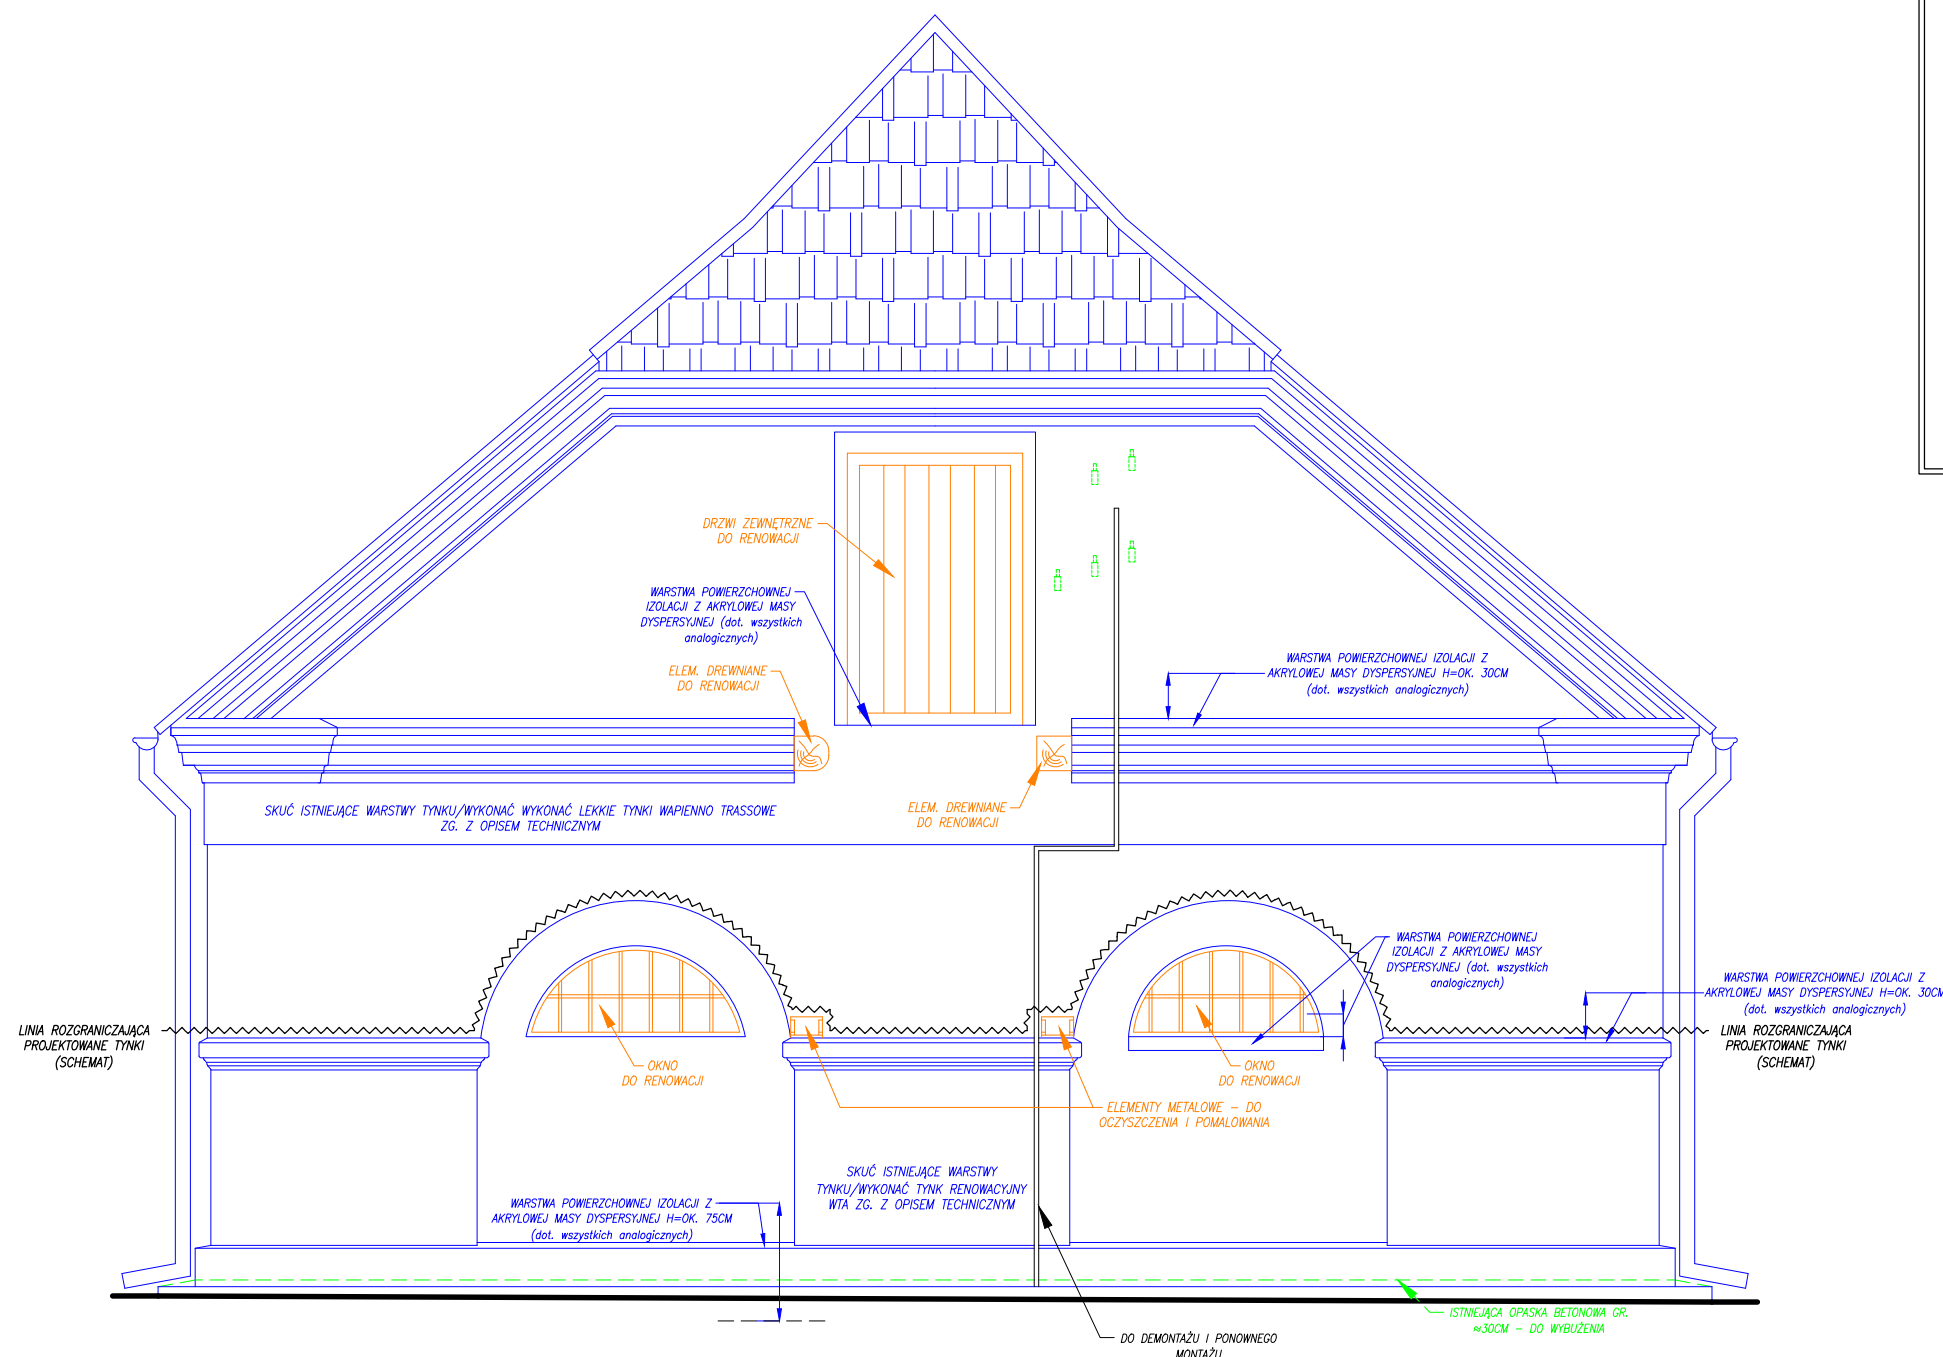 DRZWI ZEWNĘTRZNE
DO RENOWACJI
WARSTWA POWIERZCHOWNEJ
IZOLACJI Z AKRYLOWEJ MASY
DYSPERSYJNEJ (dot. wszystkich
analogicznych)
ELEM. DREWNIANE
DO RENOWACJI
WARSTWA POWIERZCHOWNEJ IZOLACJI Z
AKRYLOWEJ MASY DYSPERSYJNEJ H=OK. 30CM
(dot. wszystkich analogicznych)
SKUĆ ISTNIEJĄCE WARSTWY TYNKU/WYKONAĆ WYKONAĆ LEKKIE TYNKI WAPIENNO TRASSOWE
ZG. Z OPISEM TECHNICZNYM
ELEM. DREWNIANE
DO RENOWACJI
WARSTWA POWIERZCHOWNEJ
IZOLACJI Z AKRYLOWEJ MASY
DYSPERSYJNEJ (dot. wszystkich
analogicznych)
WARSTWA POWIERZCHOWNEJ IZOLACJI Z
AKRYLOWEJ MASY DYSPERSYJNEJ H=OK. 30CM
(dot. wszystkich analogicznych)
LINIA ROZGRANICZAJĄCA
PROJEKTOWANE TYNKI
(SCHEMAT)
LINIA ROZGRANICZAJĄCA
PROJEKTOWANE TYNKI
(SCHEMAT)
OKNO
DO RENOWACJI
OKNO
DO RENOWACJI
ELEMENTY METALOWE – DO
OCZYSZCZENIA I POMALOWANIA
SKUĆ ISTNIEJĄCE WARSTWY
TYNKU/WYKONAĆ TYNK RENOWACYJNY
WTA ZG. Z OPISEM TECHNICZNYM
WARSTWA POWIERZCHOWNEJ IZOLACJI Z
AKRYLOWEJ MASY DYSPERSYJNEJ H=OK. 75CM
(dot. wszystkich analogicznych)
ISTNIEJĄCA OPASKA BETONOWA GR.
≈30CM – DO WYBUŻENIA
DO DEMONTAŻU I PONOWNEGO
MONTAŻU